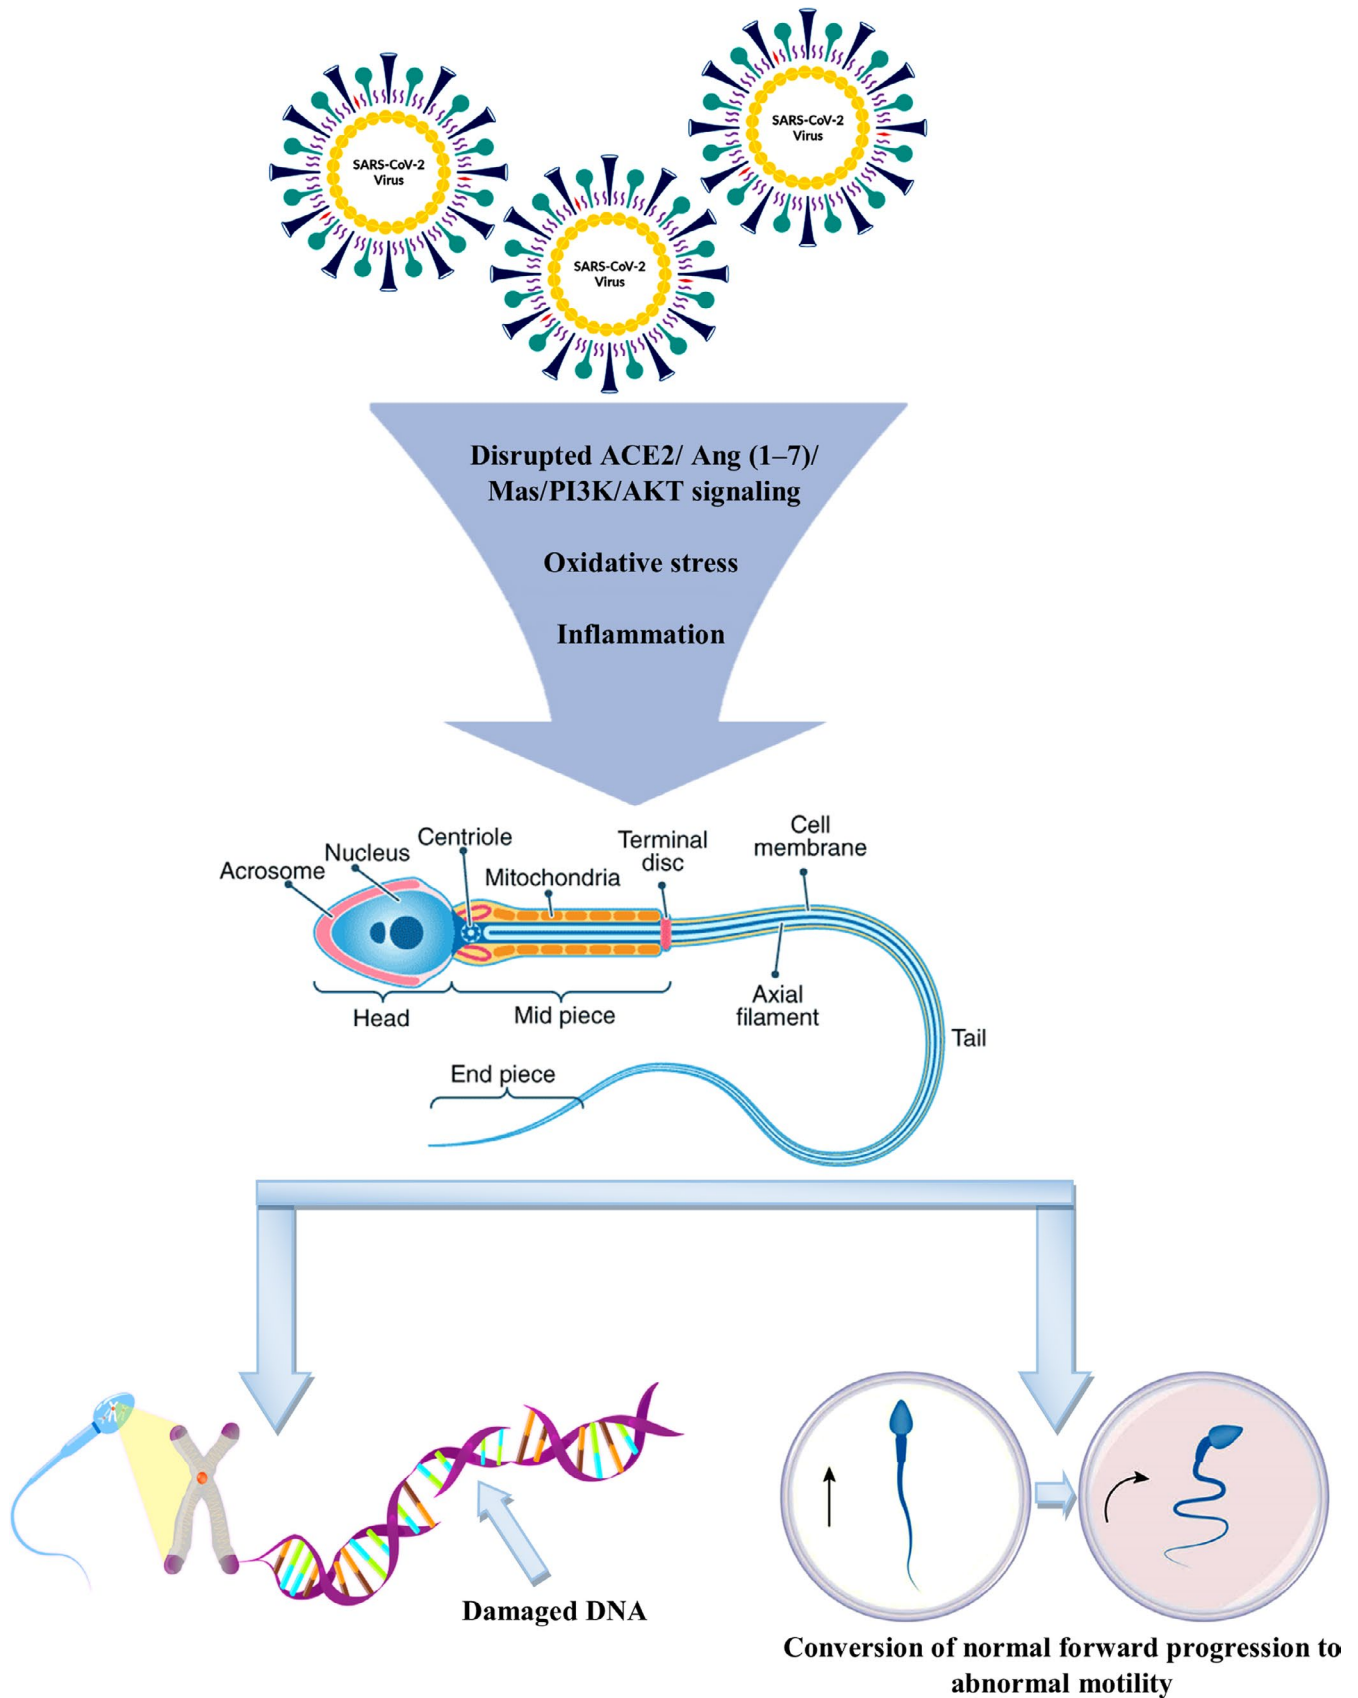 SARS-CoV-2
Virus
SARS-CoV-2
Virus
SARS-CoV-2
Virus
Disrupted ACE2/ Ang (1–7)/
Mas/PI3K/AKT signaling
Oxidative stress
Inflammation
Acrosome
Nucleus
Centriole
Mitochondria
Terminal
disc
Cell
membrane
Head
Mid piece
Axial
filament
Tail
End piece
Damaged DNA
Conversion of normal forward progression to
abnormal motility